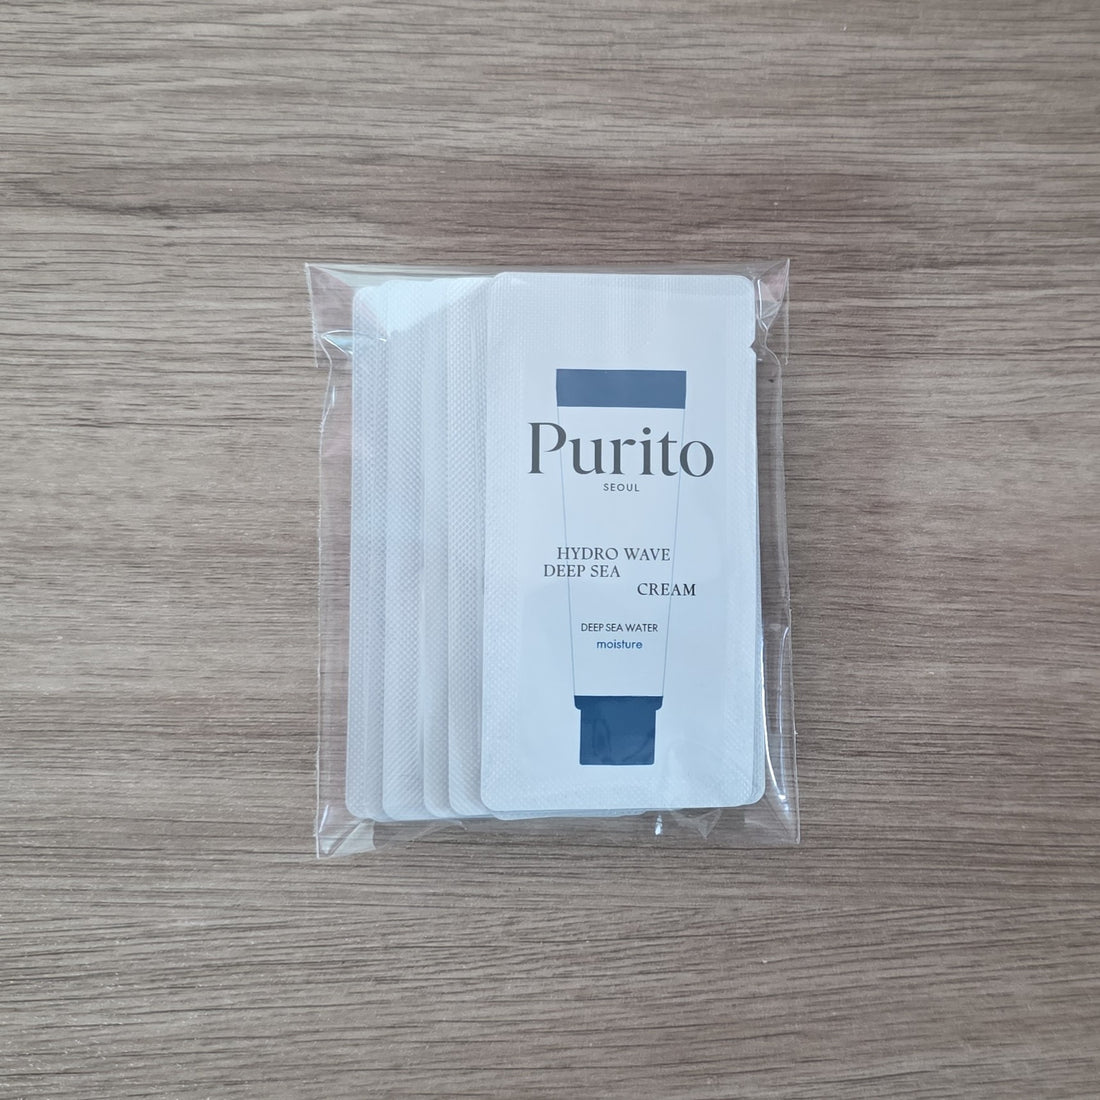 Purito
SEOUL
HYDRO WAVE
DEEP SEA
CREAM
DEEP SEA WATER
moisture